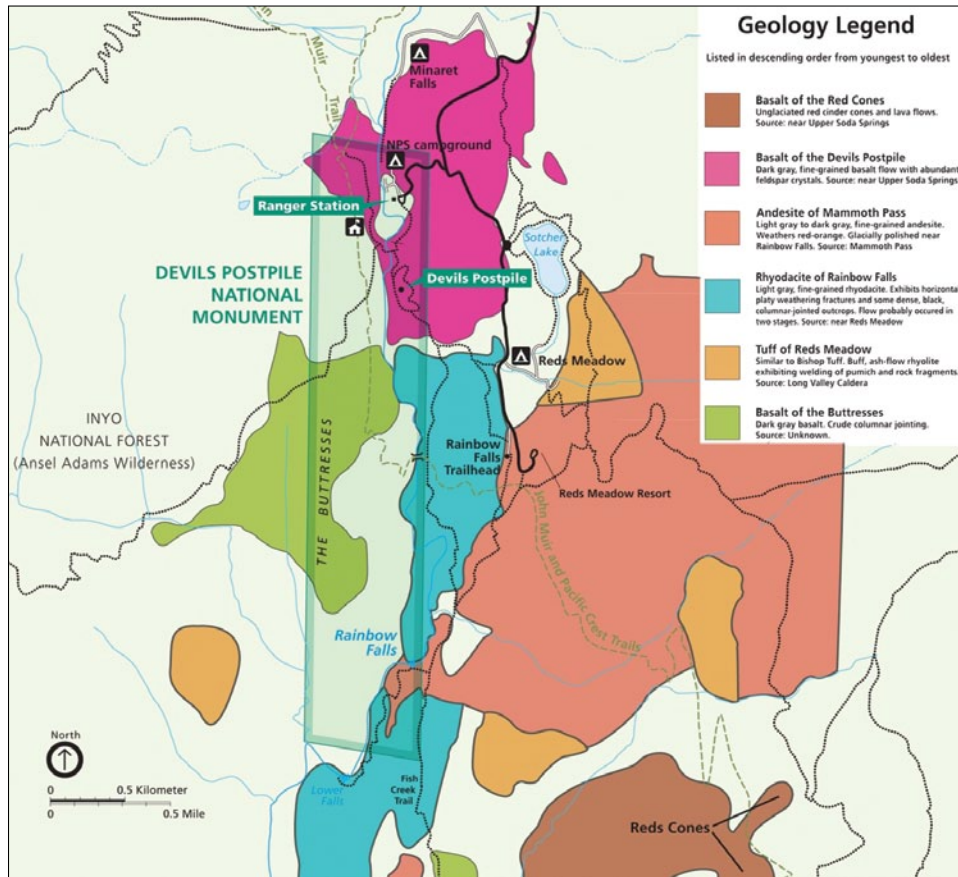 Geology Legend
Listed in descending order from youngest to oldest
Basalt of the Red Cones
Unglaciated red cinder cones and lava flows.
Source: near Upper Soda Springs
Basalt of the Devils Postpile
Dark gray, fine-grained basalt flow with abundant
feldspar crystals. Source: near Upper Soda Springs
Andesite of Mammoth Pass
Light gray to dark gray, fine-grained andesite.
Weathers red-orange. Glacially polished near
Rainbow Falls. Source: Mammoth Pass
Rhyodacite of Rainbow Falls
Light gray, fine-grained rhyodacite. Exhibits horizonta
platy weathering fractures and some dense, black,
columnar-jointed outcrops. Flow probably occured in
two stages. Source: near Reds Meadow
Tuff of Reds Meadow
Similar to Bishop Tuff. Buff, ash-flow rhyolite
exhibiting welding of pumich and rock fragments.
Source: Long Valley Caldera
Basalt of the Buttresses
Dark gray basalt. Crude columnar jointing.
Source: Unknown.
Muir
Trail
Minaret
Falls
NPS campground
Ranger Station
Sotcher
Lake
DEVILS POSTPILE
NATIONAL
MONUMENT
Devils Postpile
Reds Meadow
INYO
NATIONAL FOREST
(Ansel Adams Wilderness)
THE BUTTRESSES
Rainbow
Falls
Trailhead
Reds Meadow Resort
John Muir and Pacific Crest Trails
Rainbow
Falls
North
0 0.5 Kilometer
0 0.5 Mile
Lower
Falls
Fish
Creek
Trail
Reds Cones